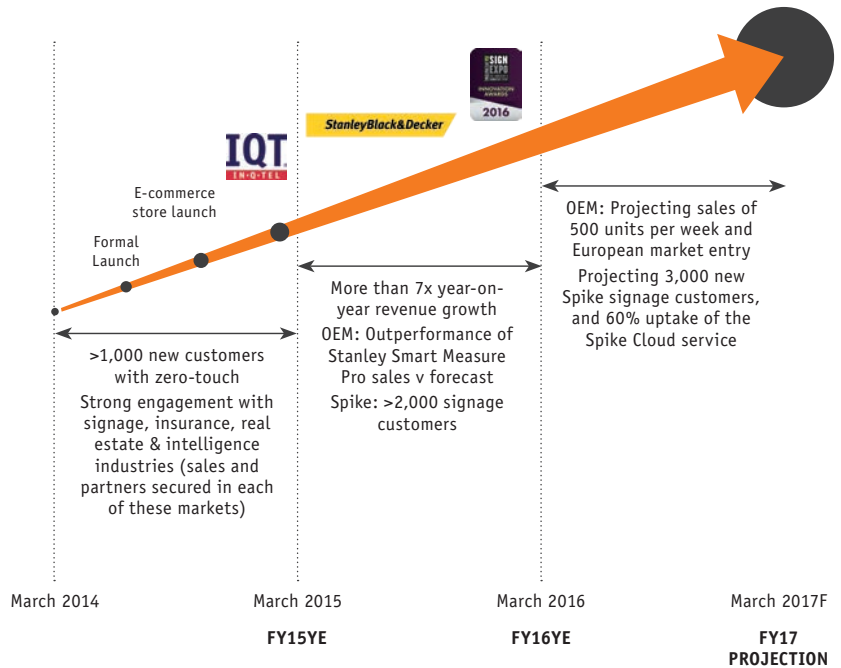 SIGN
EXPO
INNOVATION
AWARDS
2016
StanleyBlack&Decker
IQT
IN·Q·TEL
E-commerce
store launch
Formal
Launch
>1,000 new customers
with zero-touch
Strong engagement with
signage, insurance, real
estate & intelligence
industries (sales and
partners secured in each
of these markets)
More than 7x year-on-
year revenue growth
OEM: Outperformance of
Stanley Smart Measure
Pro sales v forecast
Spike: >2,000 signage
customers
OEM: Projecting sales of
500 units per week and
European market entry
Projecting 3,000 new
Spike signage customers,
and 60% uptake of the
Spike Cloud service
March 2014
March 2015
March 2016
March 2017F
FY15YE
FY16YE
FY17
PROJECTION